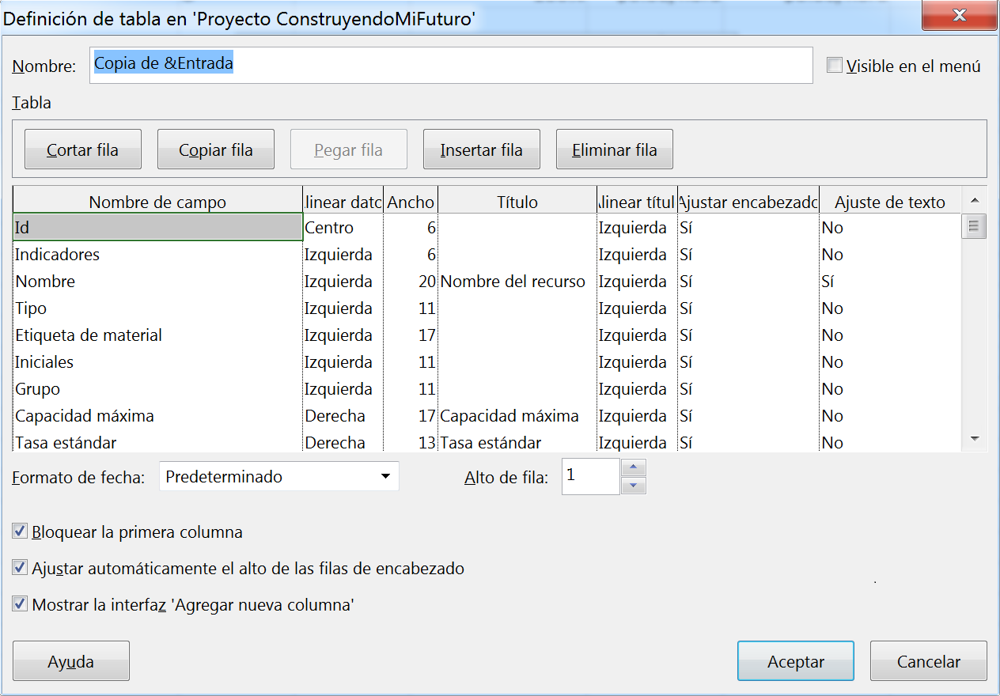 Definición de tabla en 'Proyecto ConstruyendoMiFuturo'
Nombre: Copia de &Entrada Visible en el menú
Tabla
Cortar fila Copiar fila Pegar fila Insertar fila Eliminar fila
Nombre de campo linear datc Ancho Título linear títul Ajustar encabezado Ajuste de texto
Id Centro 6 Izquierda Sí No
Indicadores Izquierda 6 Izquierda Sí No
Nombre Izquierda 20 Nombre del recurso Izquierda Sí Sí
Tipo Izquierda 11 Izquierda Sí No
Etiqueta de material Izquierda 17 Izquierda Sí No
Iniciales Izquierda 11 Izquierda Sí No
Grupo Izquierda 11 Izquierda Sí No
Capacidad máxima Derecha 17 Capacidad máxima Izquierda Sí No
Tasa estándar Derecha 13 Tasa estándar Izquierda Sí No
Formato de fecha: Predeterminado Alto de fila: 1
Bloquear la primera columna
Ajustar automáticamente el alto de las filas de encabezado
Mostrar la interfaz 'Agregar nueva columna'
Ayuda Aceptar Cancelar